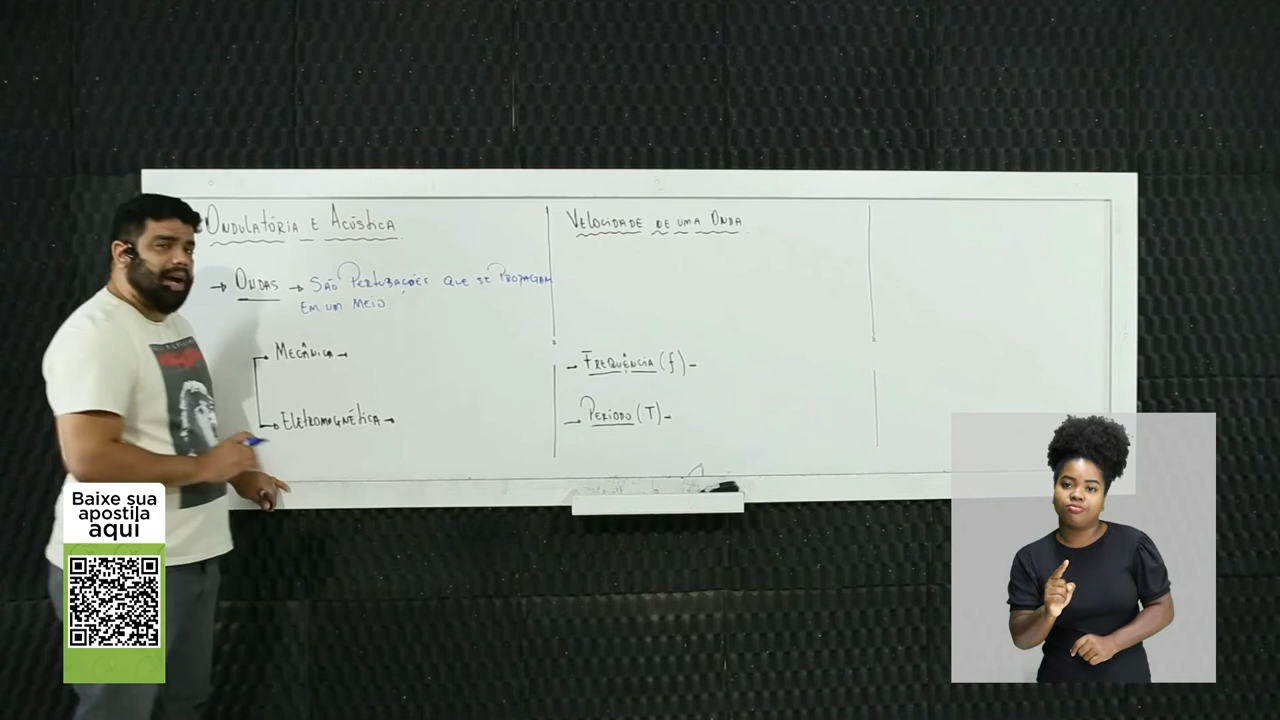 Ondulatória e Acústica
→ Ondas → São Perturbações que se Propagam
em um meio.
Mecânica →
Eletromagnética →
Velocidade de uma Onda
→ Frequência (f) -
→ Período (T) -
Baixe sua
apostila
aqui